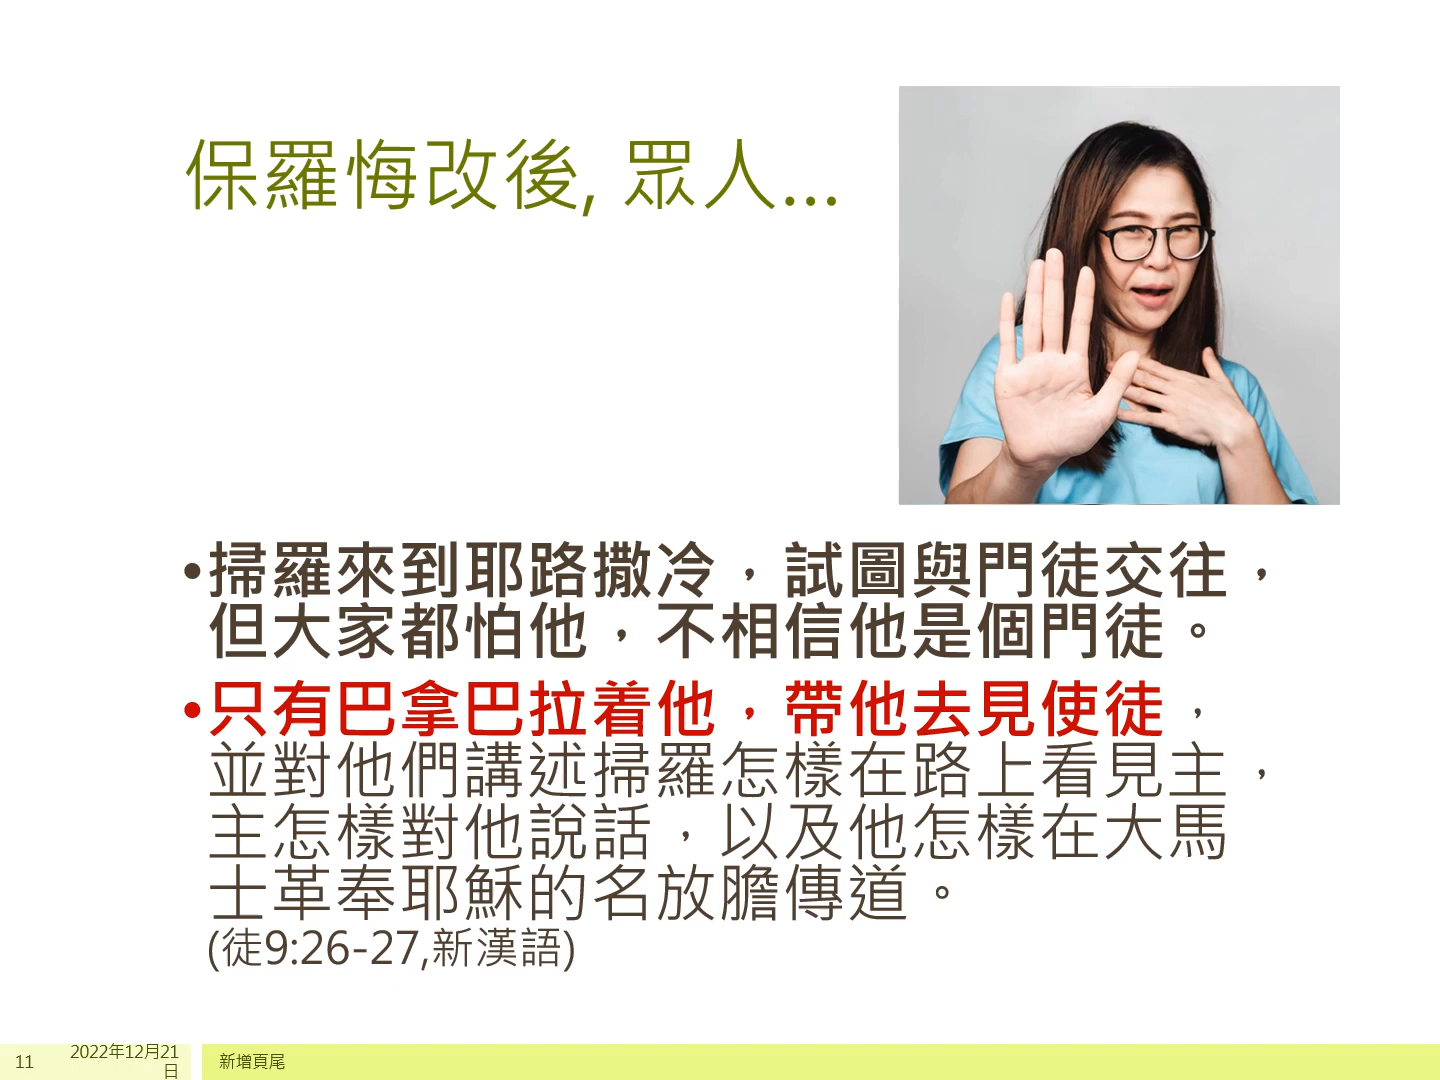 保羅悔改後, 眾人…
•掃羅來到耶路撒冷，試圖與門徒交往，
但大家都怕他，不相信他是個門徒。
•只有巴拿巴拉着他，帶他去見使徒，
並對他們講述掃羅怎樣在路上看見主，
主怎樣對他說話，以及他怎樣在大馬
士革奉耶穌的名放膽傳道。
(徒9:26-27,新漢語)
11
2022年12月21
日
新增頁尾